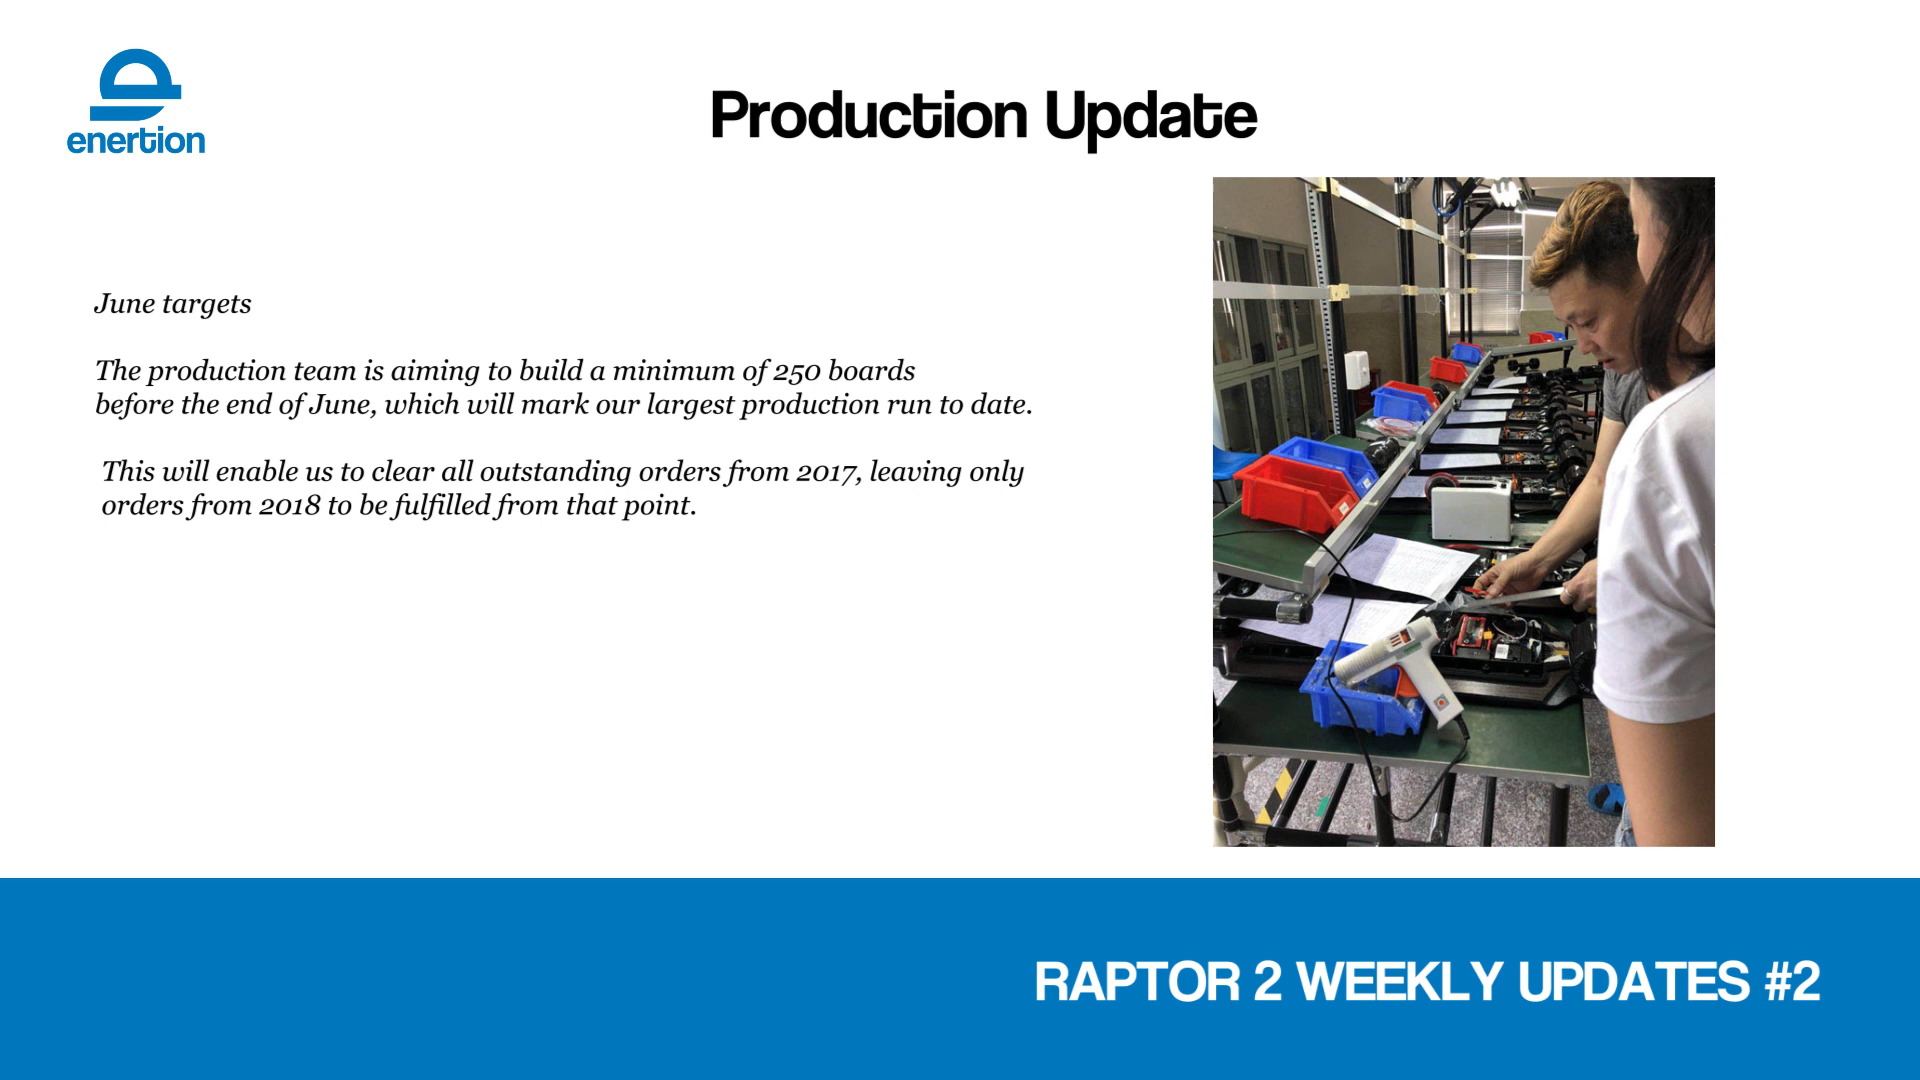 enertion
Production Update
June targets
The production team is aiming to build a minimum of 250 boards
before the end of June, which will mark our largest production run to date.
This will enable us to clear all outstanding orders from 2017, leaving only
orders from 2018 to be fulfilled from that point.
RAPTOR 2 WEEKLY UPDATES #2